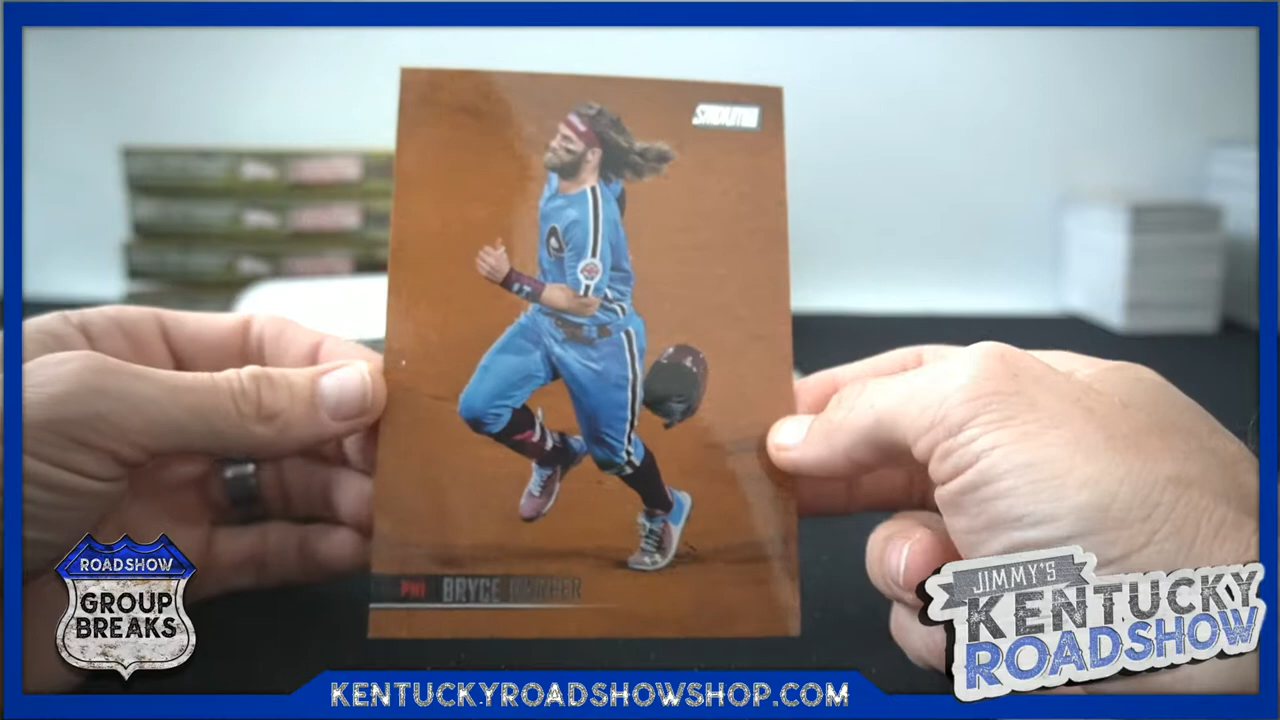 STADIUM
PHI BRYCE HARPER
ROADSHOW
GROUP
BREAKS
JIMMY'S
KENTUCKY
ROADSHOW
KENTUCKYROADSHOWSHOP.COM